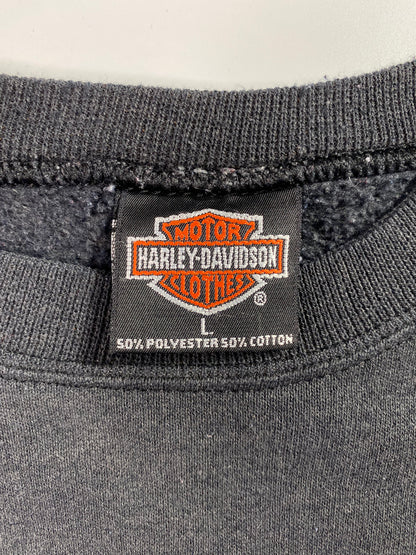 MOTOR
HARLEY-DAVIDSON
CLOTHES
®
L
50% POLYESTER 50% COTTON